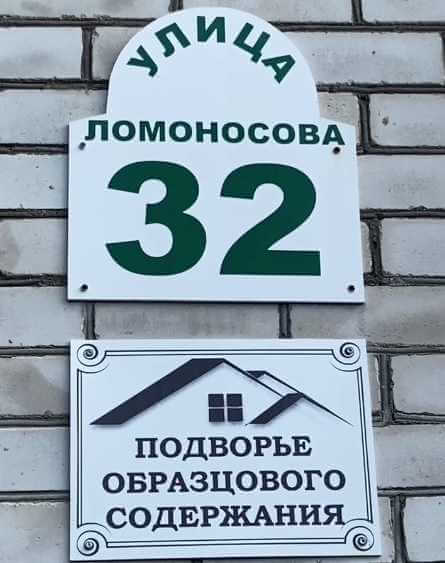 УЛИЦА
ЛОМОНОСОВА
32
ПОДВОРЬЕ
ОБРАЗЦОВОГО
СОДЕРЖАНИЯ